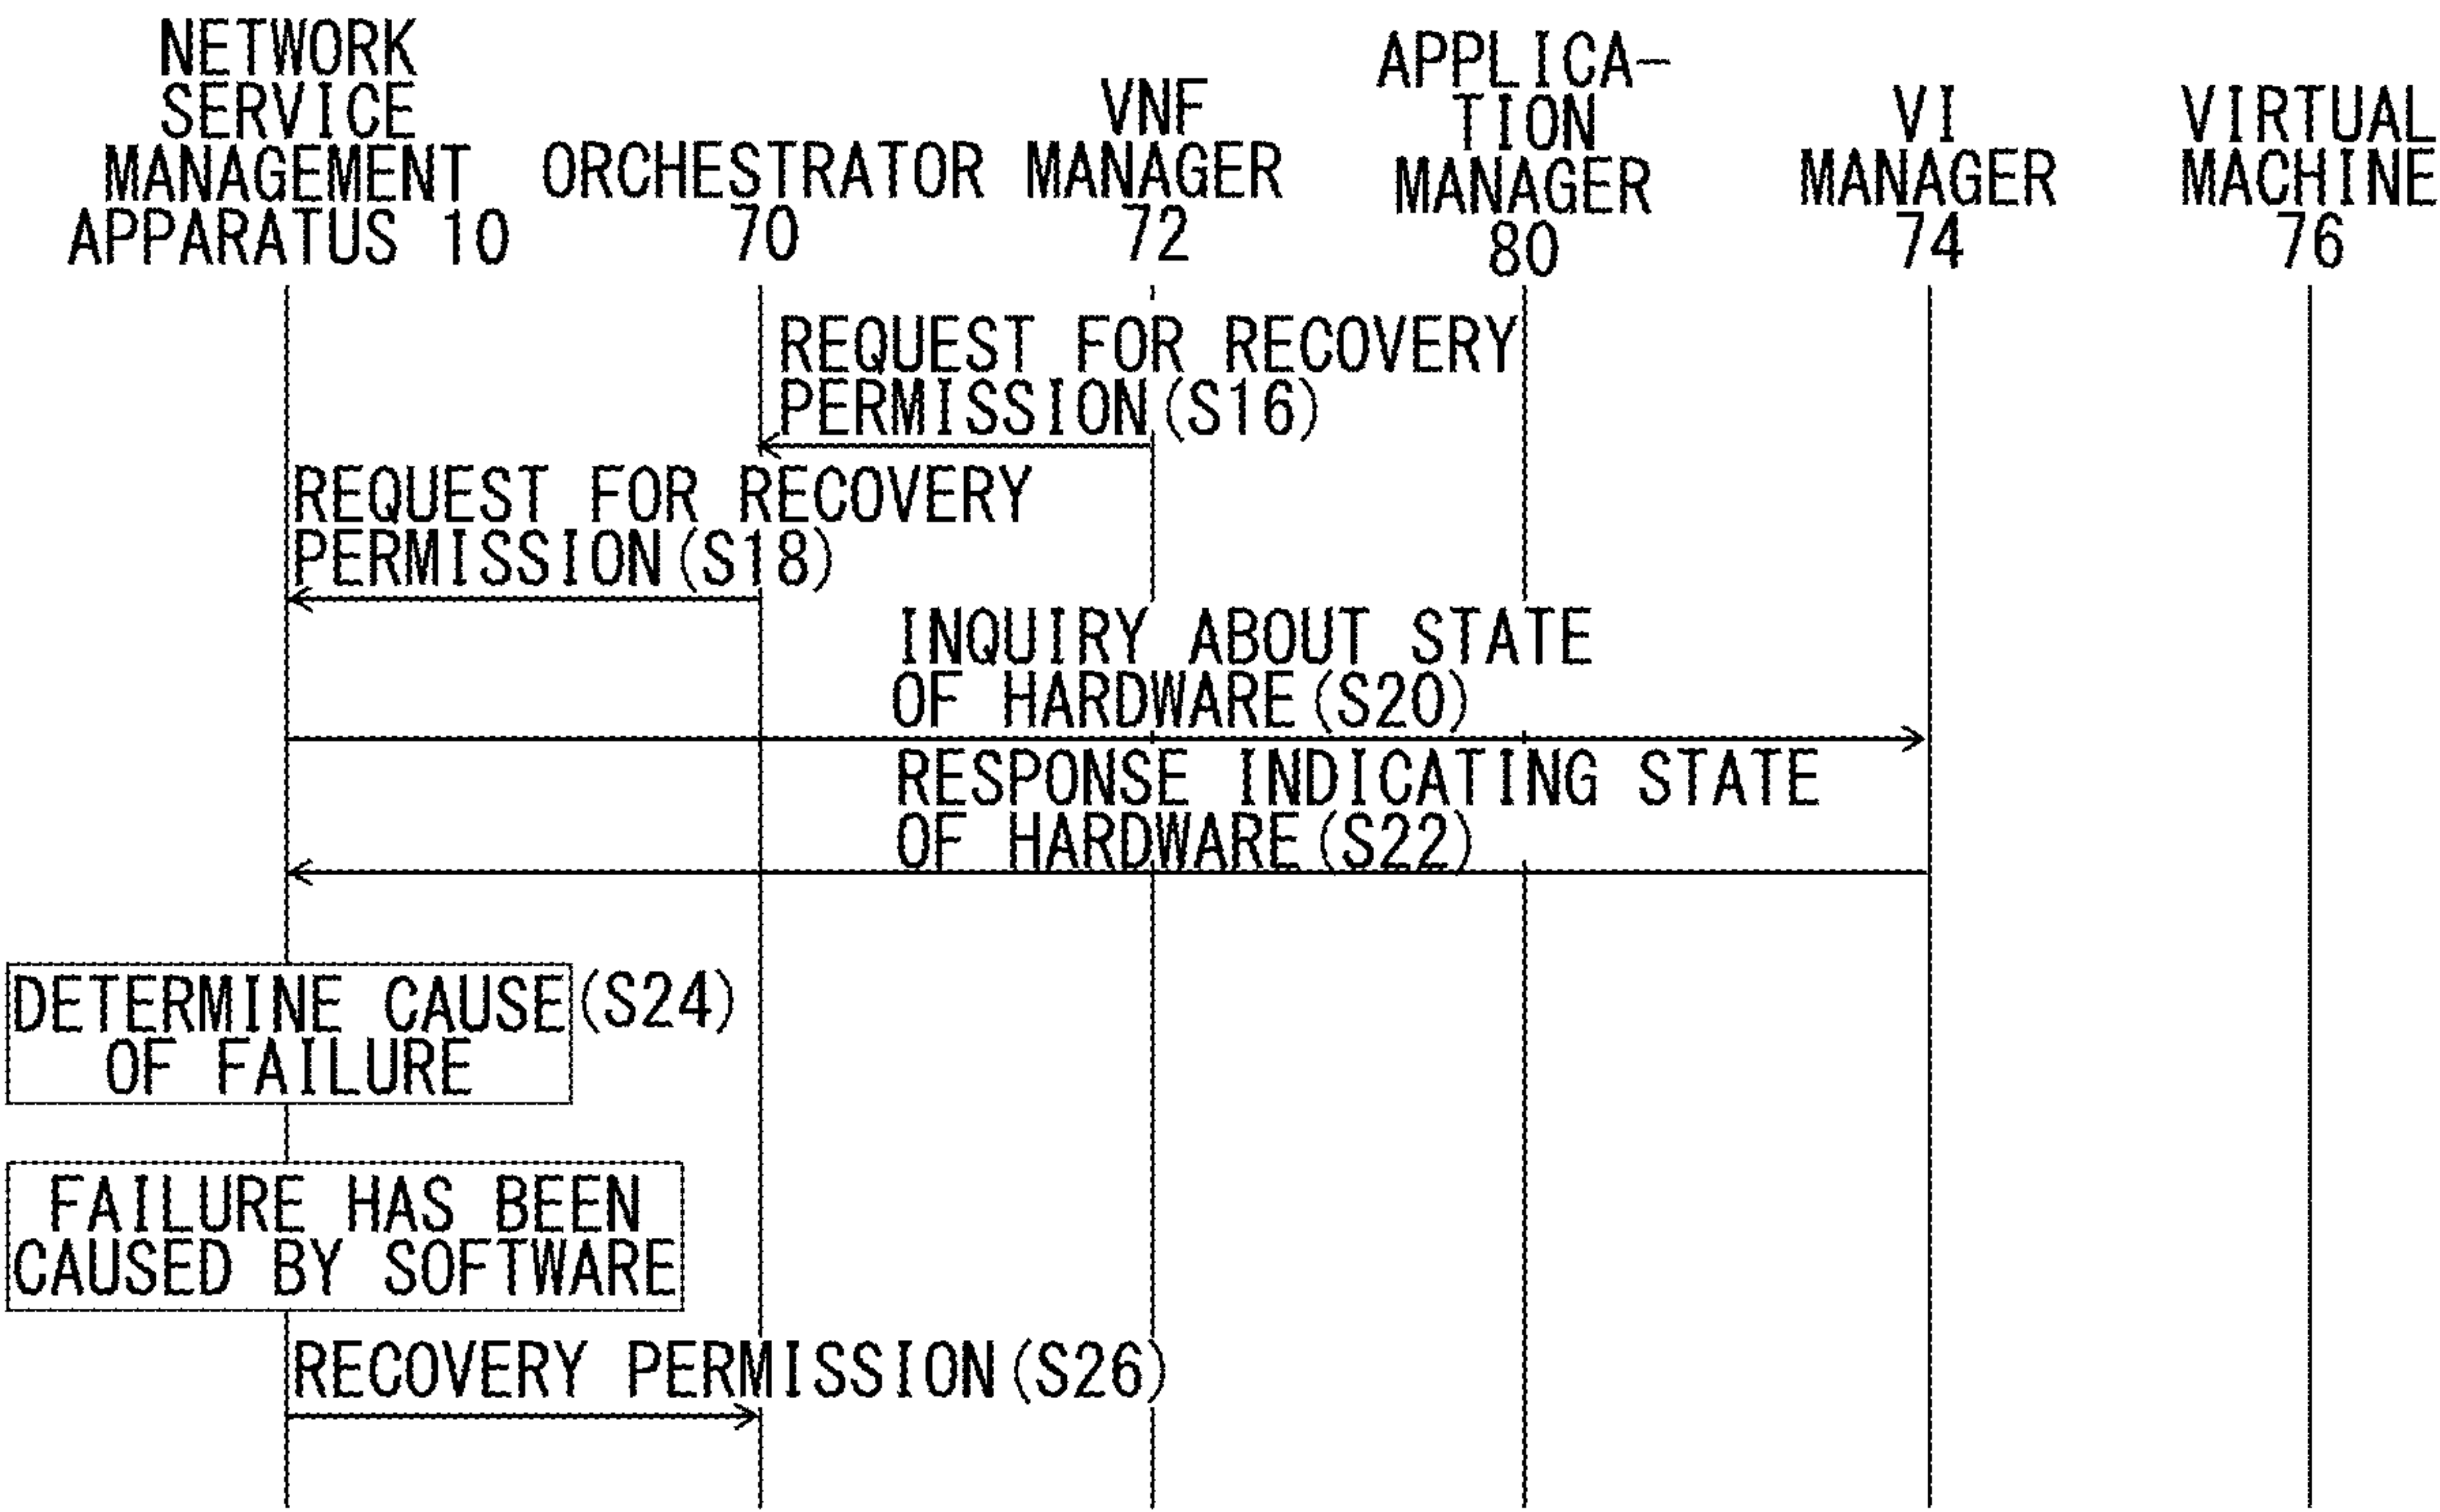 NETWORK
SERVICE
MANAGEMENT
APPARATUS 10
ORCHESTRATOR
70
VNF
MANAGER
72
APPLICA-
TION
MANAGER
80
VI
MANAGER
74
VIRTUAL
MACHINE
76
REQUEST FOR RECOVERY
PERMISSION(S16)
REQUEST FOR RECOVERY
PERMISSION(S18)
INQUIRY ABOUT STATE
OF HARDWARE(S20)
RESPONSE INDICATING STATE
OF HARDWARE(S22)
DETERMINE CAUSE(S24)
OF FAILURE
FAILURE HAS BEEN
CAUSED BY SOFTWARE
RECOVERY PERMISSION(S26)